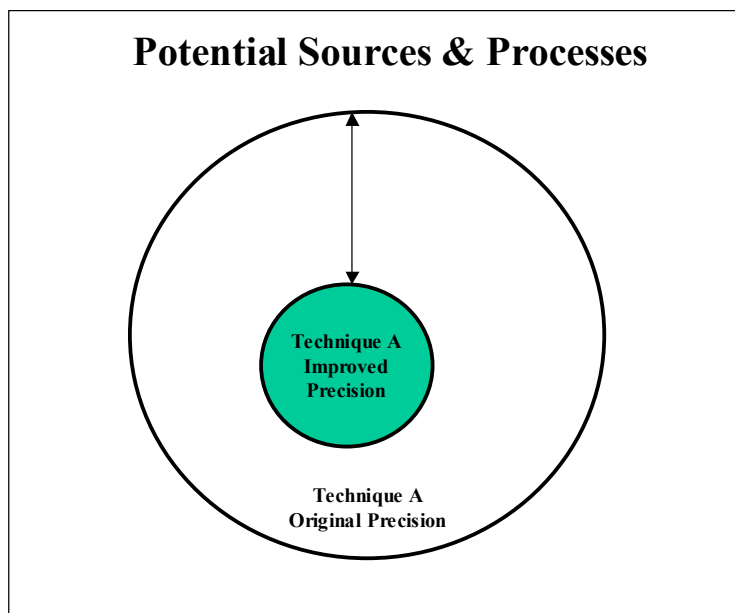 Potential Sources & Processes
Technique A
Improved
Precision
Technique A
Original Precision